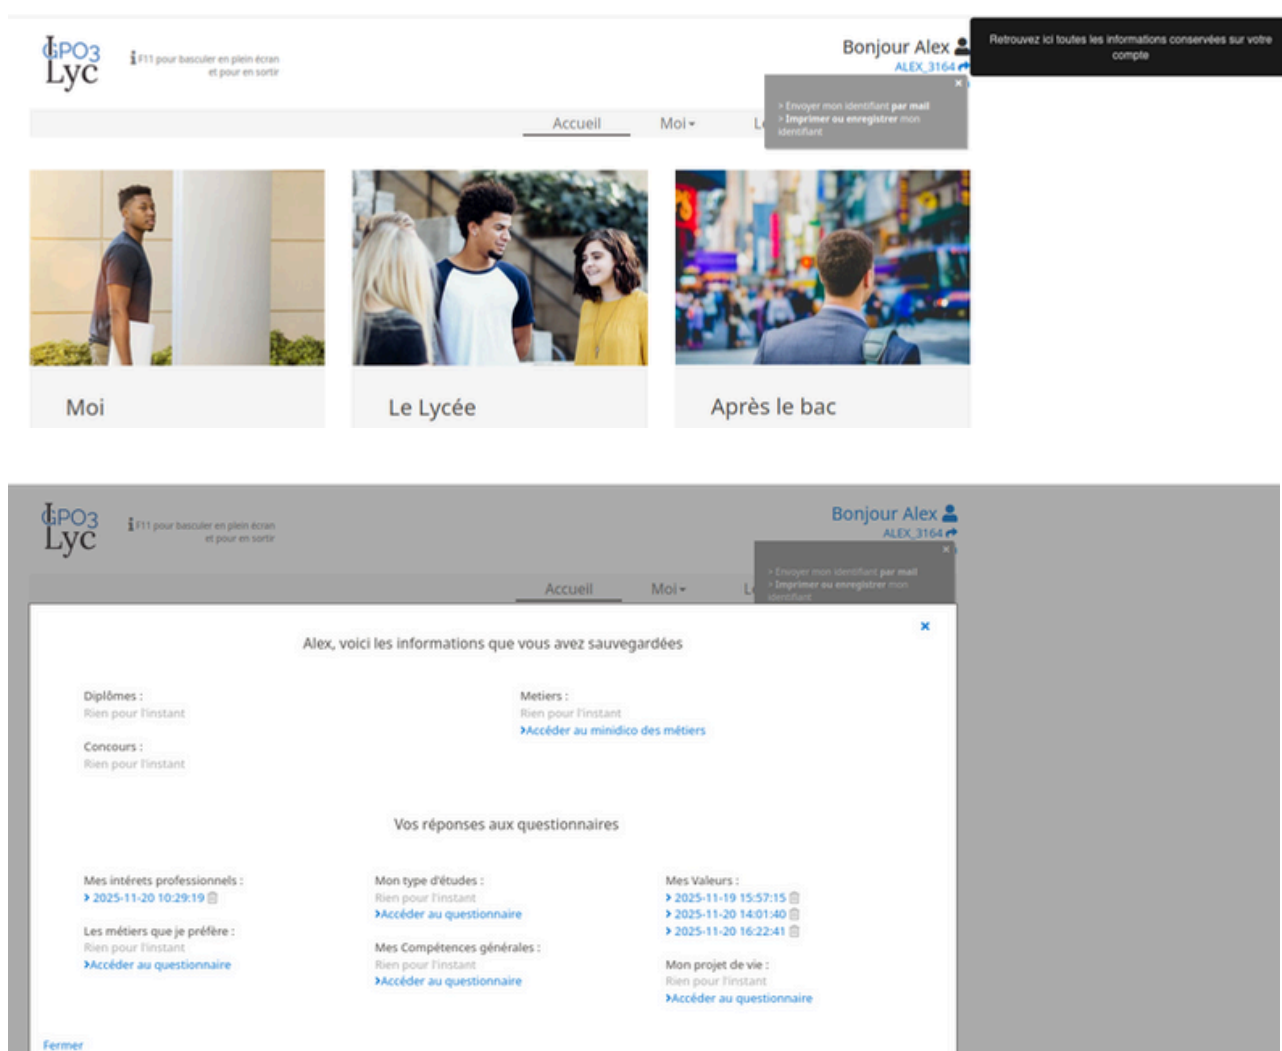 GPO3
Lyc
F11 pour basculer en plein écran
et pour en sortir
Bonjour Alex
ALEX_3164
Retrouvez ici toutes les informations conservées sur votre
compte
×
> Envoyer mon identifiant par mail
> Imprimer ou enregistrer mon
identifiant
Accueil Moi
Moi
Le Lycée
Après le bac
GPO3
Lyc
F11 pour basculer en plein écran
et pour en sortir
Bonjour Alex
ALEX_3164
×
> Envoyer mon identifiant par mail
> Imprimer ou enregistrer mon
identifiant
Accueil Moi
×
Alex, voici les informations que vous avez sauvegardées
Diplômes :
Rien pour l'instant
Concours :
Rien pour l'instant
Metiers :
Rien pour l'instant
>Accéder au minidico des métiers
Vos réponses aux questionnaires
Mes intérets professionnels :
> 2025-11-20 10:29:19
Les métiers que je préfère :
Rien pour l'instant
>Accéder au questionnaire
Mon type d'études :
Rien pour l'instant
>Accéder au questionnaire
Mes Compétences générales :
Rien pour l'instant
>Accéder au questionnaire
Mes Valeurs :
> 2025-11-19 15:57:15
> 2025-11-20 14:01:40
> 2025-11-20 16:22:41
Mon projet de vie :
Rien pour l'instant
>Accéder au questionnaire
Fermer